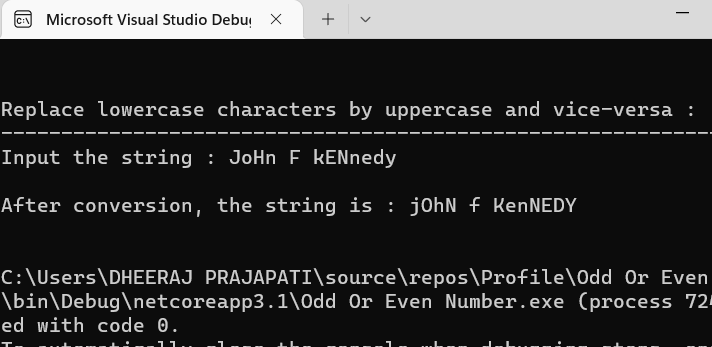 Microsoft Visual Studio Debu
Replace lowercase characters by uppercase and vice-versa :
------------------------------------------------------------
Input the string : JoHn F kENnedy
After conversion, the string is : jOhN f KenNEDY
C:\Users\DHEERAJ PRAJAPATI\source\repos\Profile\Odd Or Even
\bin\Debug\netcoreapp3.1\Odd Or Even Number.exe (process 72
ed with code 0.